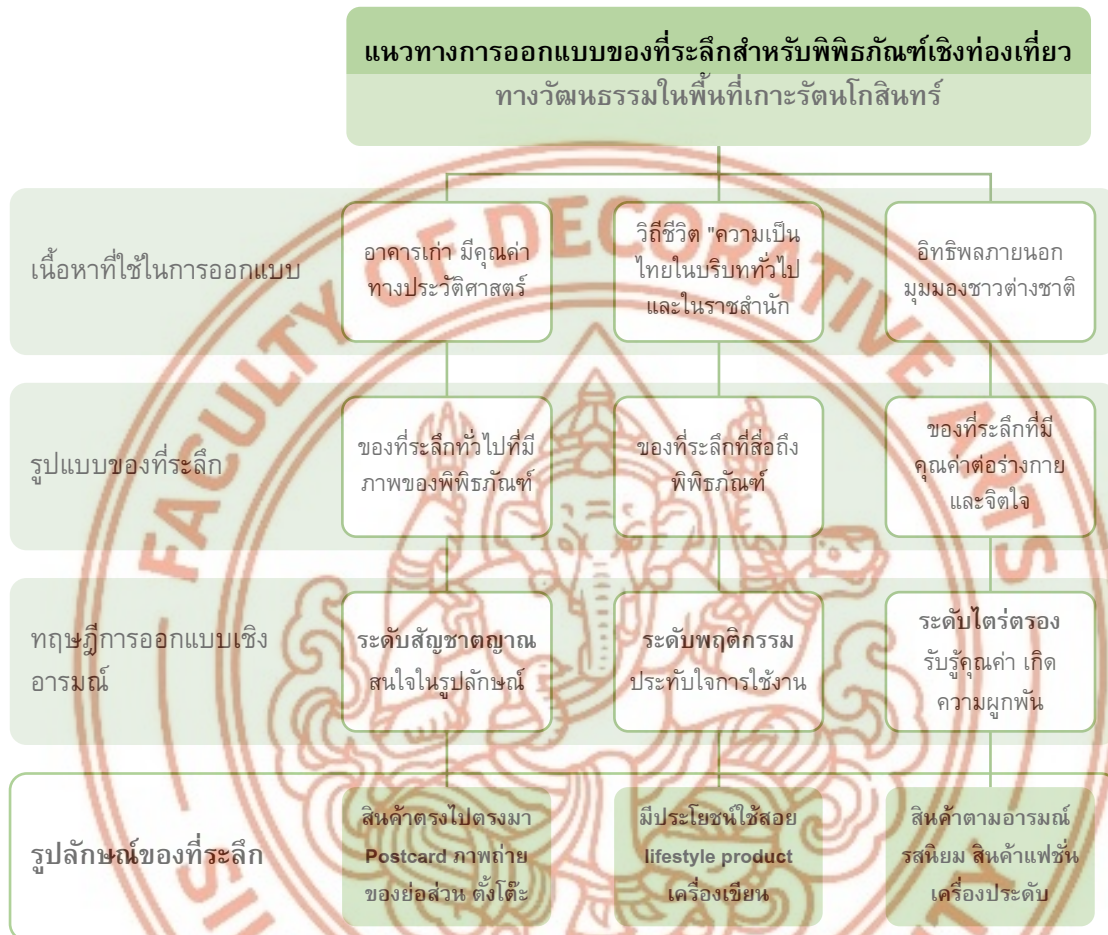 แนวทางการออกแบบของที่ระลึกสำหรับพิพิธภัณฑ์เชิงท่องเที่ยว
ทางวัฒนธรรมในพื้นที่เกาะรัตนโกสินทร์
เนื้อหาที่ใช้ในการออกแบบ
อาคารเก่า มีคุณค่า
ทางประวัติศาสตร์
วิถีชีวิต "ความเป็น
ไทยในบริบททั่วไป
และในราชสำนัก
อิทธิพลภายนอก
มุมมองชาวต่างชาติ
รูปแบบของที่ระลึก
ของที่ระลึกทั่วไปที่มี
ภาพของพิพิธภัณฑ์
ของที่ระลึกที่สื่อถึง
พิพิธภัณฑ์
ของที่ระลึกที่มี
คุณค่าต่อร่างกาย
และจิตใจ
ทฤษฎีการออกแบบเชิง
อารมณ์
ระดับสัญชาตญาณ
สนใจในรูปลักษณ์
ระดับพฤติกรรม
ประทับใจการใช้งาน
ระดับไตร่ตรอง
รับรู้คุณค่า เกิด
ความผูกพัน
รูปลักษณ์ของที่ระลึก
สินค้าตรงไปตรงมา
Postcard ภาพถ่าย
ของย่อส่วน ตั้งโต๊ะ
มีประโยชน์ใช้สอย
lifestyle product
เครื่องเขียน
สินค้าตามอารมณ์
รสนิยม สินค้าแฟชั่น
เครื่องประดับ
FACULTY OF DECORATIVE ARTS